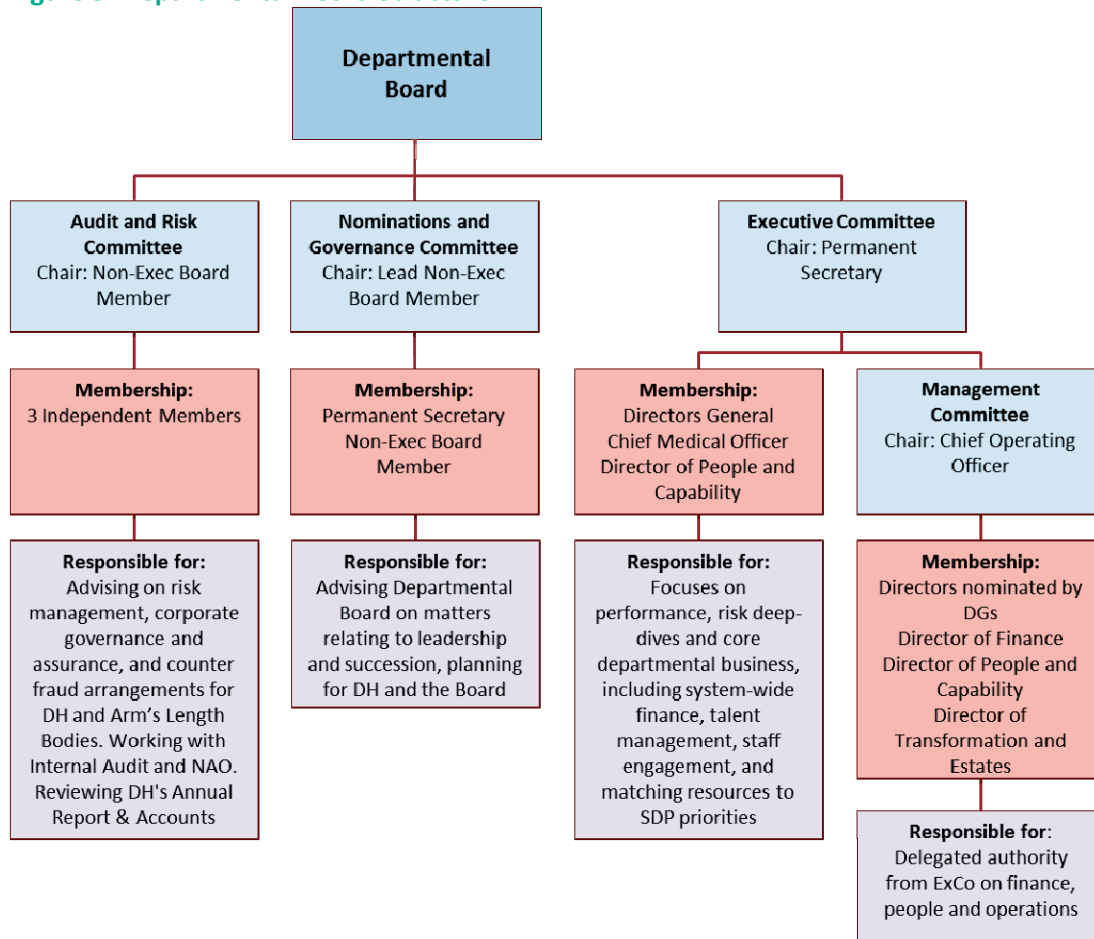 Departmental
Board
Audit and Risk
Committee
Chair: Non-Exec Board
Member
Nominations and
Governance Committee
Chair: Lead Non-Exec
Board Member
Executive Committee
Chair: Permanent
Secretary
Membership:
3 Independent Members
Membership:
Permanent Secretary
Non-Exec Board
Member
Membership:
Directors General
Chief Medical Officer
Director of People and
Capability
Management
Committee
Chair: Chief Operating
Officer
Responsible for:
Advising on risk
management, corporate
governance and
assurance, and counter
fraud arrangements for
DH and Arm's Length
Bodies. Working with
Internal Audit and NAO.
Reviewing DH's Annual
Report & Accounts
Responsible for:
Advising Departmental
Board on matters
relating to leadership
and succession, planning
for DH and the Board
Responsible for:
Focuses on
performance, risk deep-
dives and core
departmental business,
including system-wide
finance, talent
management, staff
engagement, and
matching resources to
SDP priorities
Membership:
Directors nominated by
DGs
Director of Finance
Director of People and
Capability
Director of
Transformation and
Estates
Responsible for:
Delegated authority
from ExCo on finance,
people and operations